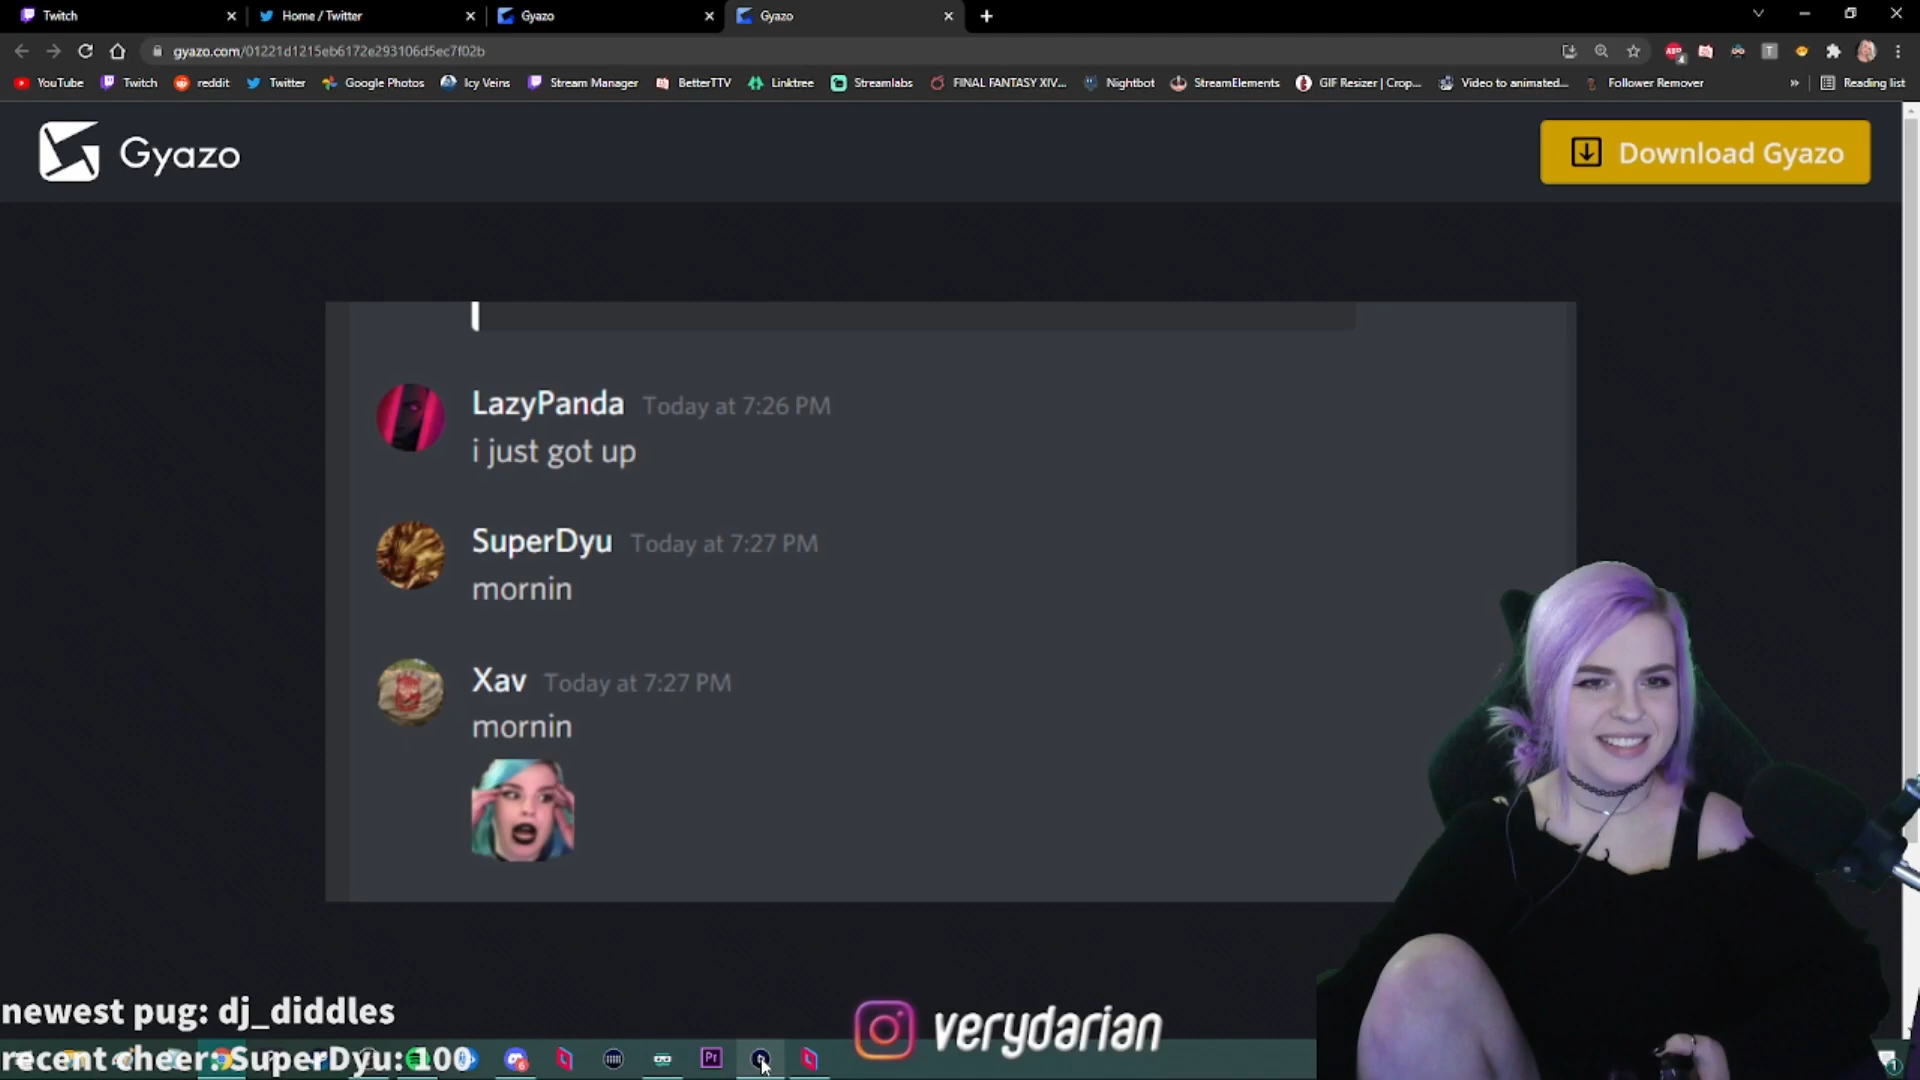 Twitch
Home / Twitter
Gyazo
Gyazo
gyazo.com/01221d1215eb6172e293106d5ec7f02b
YouTube
Twitch
reddit
Twitter
Google Photos
Icy Veins
Stream Manager
BetterTTV
Linktree
Streamlabs
FINAL FANTASY XIV...
Nightbot
StreamElements
GIF Resizer | Crop...
Video to animated...
Follower Remover
»
Reading list
Gyazo
Download Gyazo
LazyPanda Today at 7:26 PM
i just got up
SuperDyu Today at 7:27 PM
mornin
Xav Today at 7:27 PM
mornin
newest pug: dj_diddles
recent cheer: SuperDyu: 100
verydarian
Pr